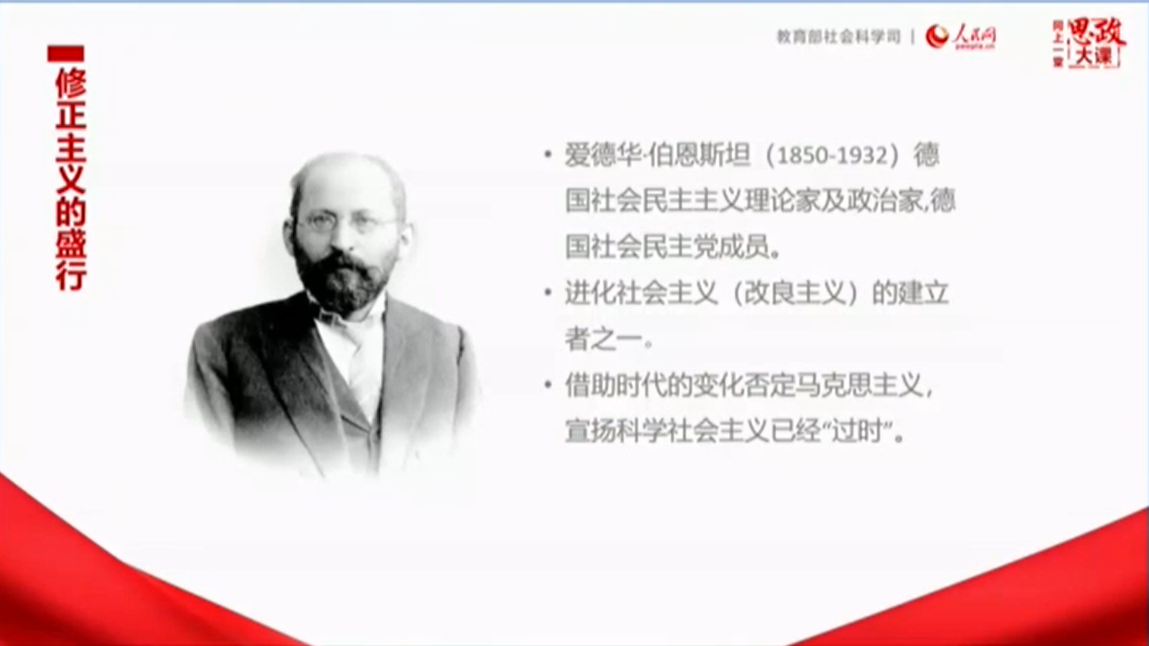 教育部社会科学司 | 人民网
people.cn
网上一堂
思政
大课
修正主义的盛行
• 爱德华·伯恩斯坦（1850-1932）德
国社会民主主义理论家及政治家,德
国社会民主党成员。
• 进化社会主义（改良主义）的建立
者之一。
• 借助时代的变化否定马克思主义，
宣扬科学社会主义已经“过时”。